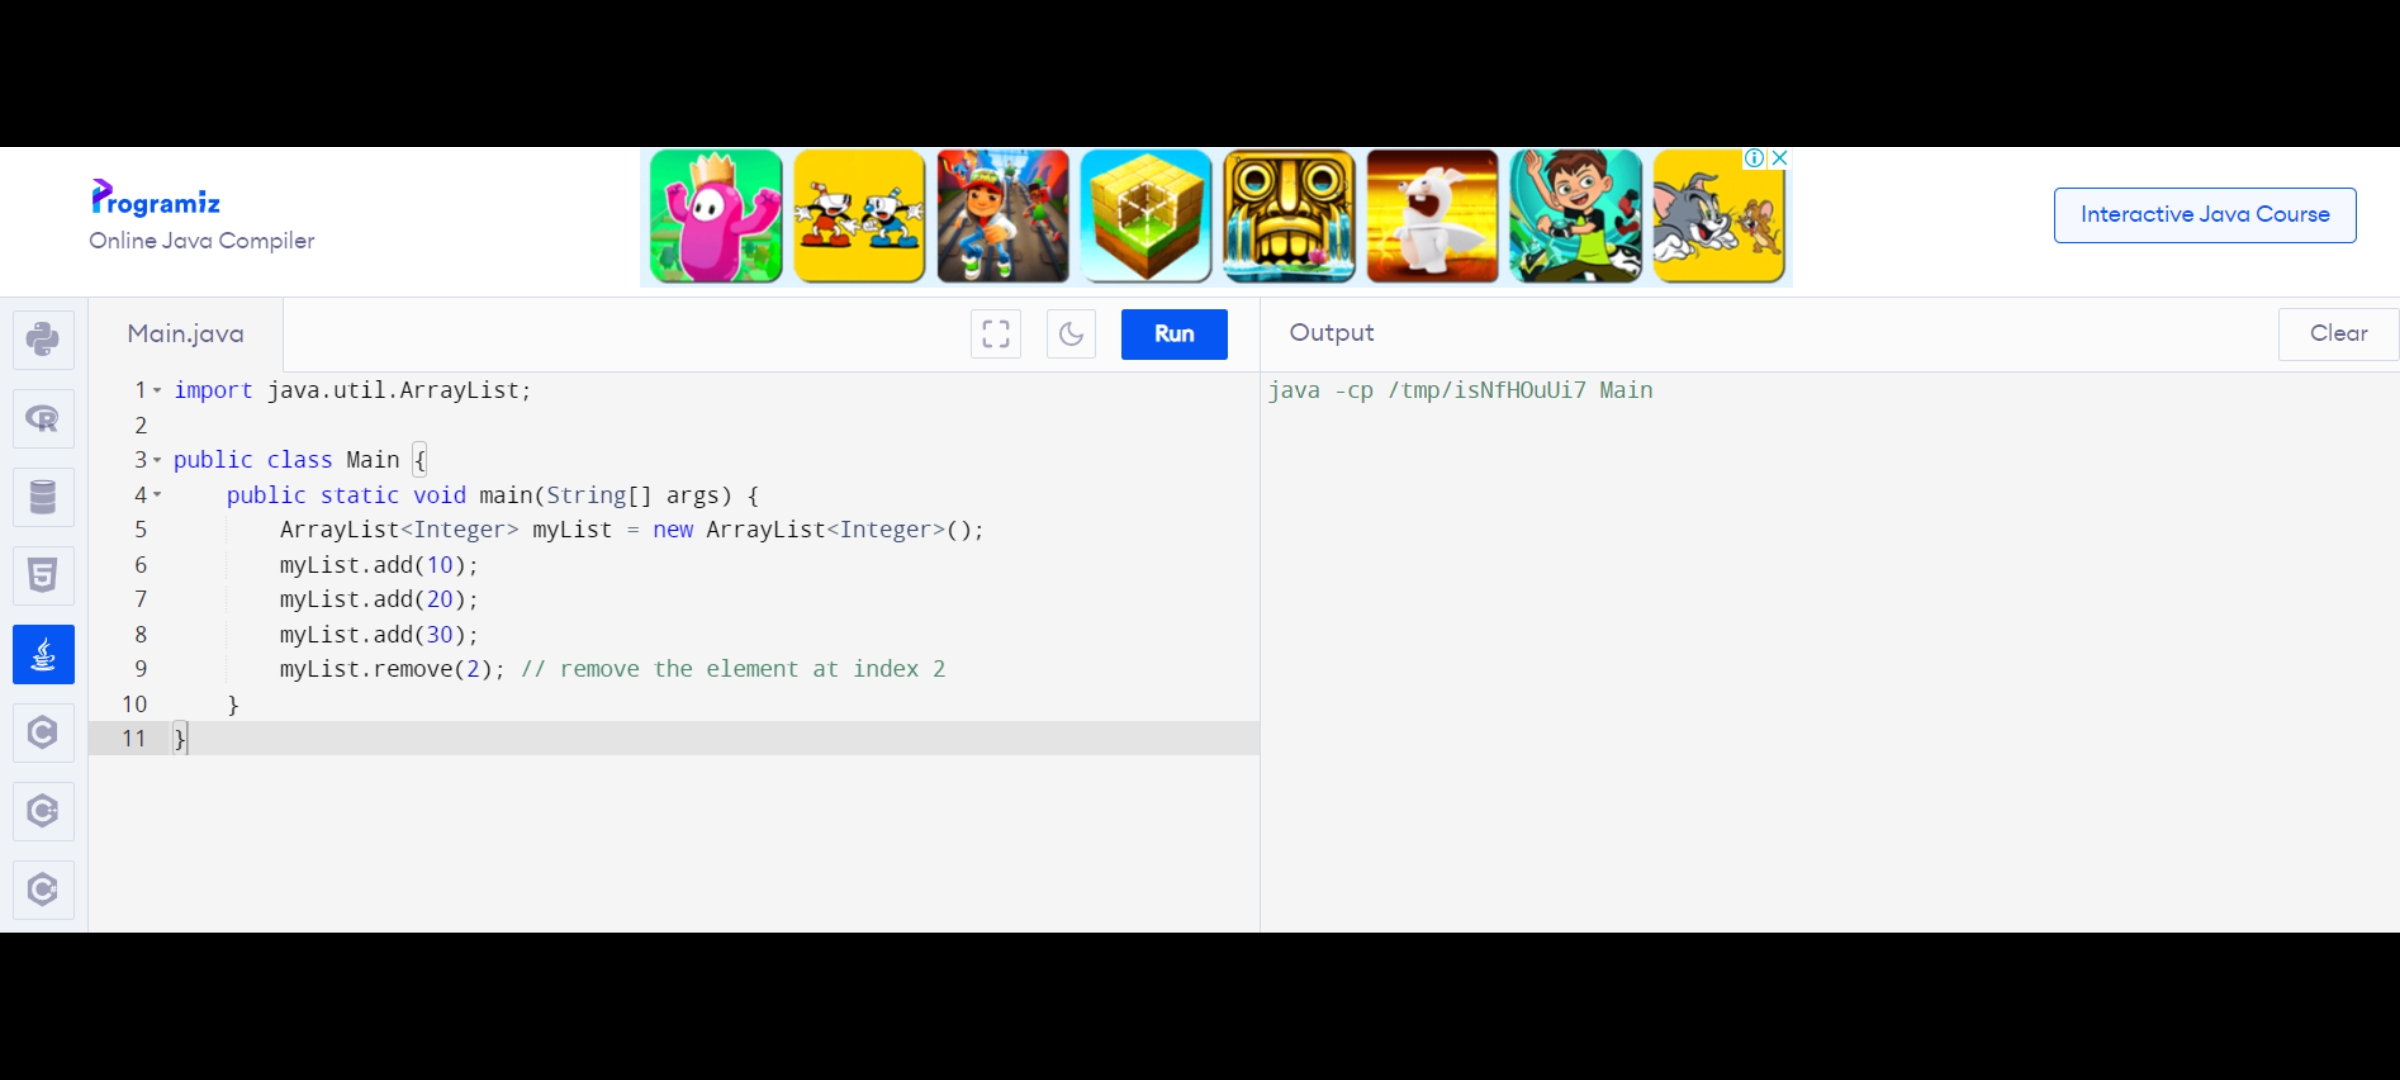 Programiz
Online Java Compiler
Interactive Java Course
Main.java
Run
Output
Clear
1 import java.util.ArrayList;
2
3 public class Main {
4 public static void main(String[] args) {
5 ArrayList<Integer> myList = new ArrayList<Integer>();
6 myList.add(10);
7 myList.add(20);
8 myList.add(30);
9 myList.remove(2); // remove the element at index 2
10 }
11 }
java -cp /tmp/isNfHOuUi7 Main